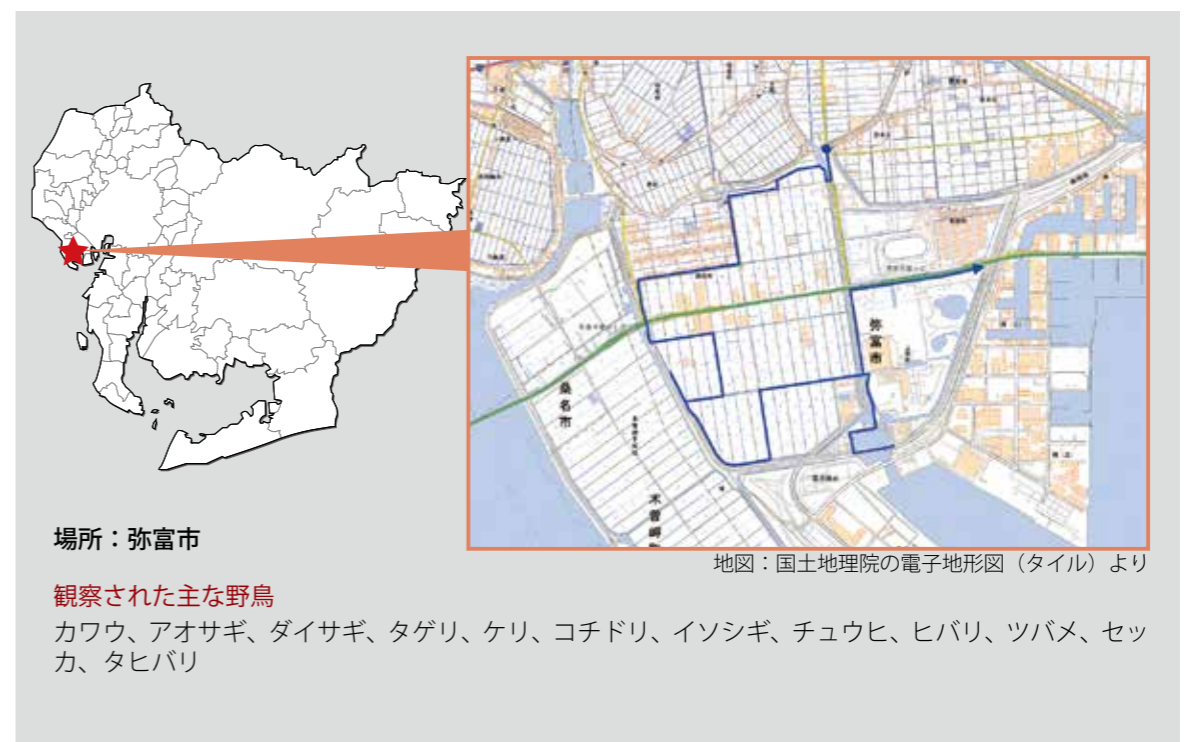 弥富市
桑名市
場所：弥富市
地図：国土地理院の電子地形図（タイル）より
観察された主な野鳥
カワウ、アオサギ、ダイサギ、タゲリ、ケリ、コチドリ、イソシギ、チュウヒ、ヒバリ、ツバメ、セッ
カ、タヒバリ